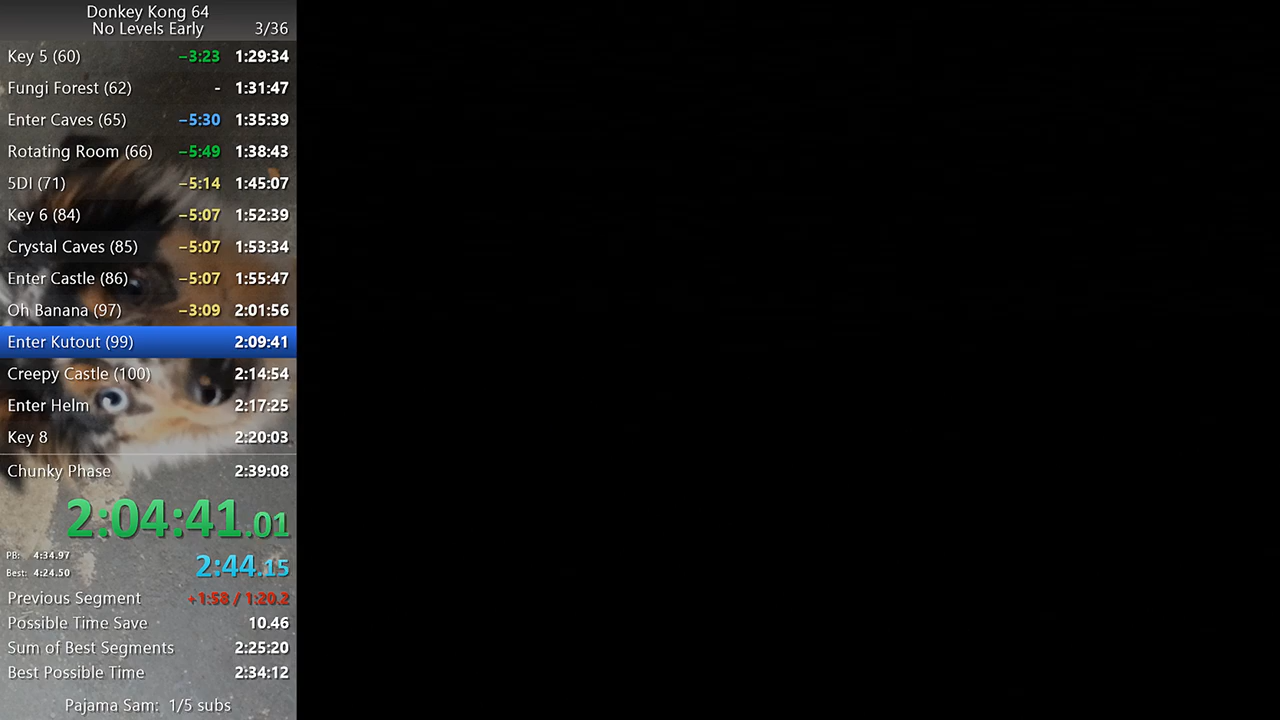 Donkey Kong 64
No Levels Early 3/36
Key 5 (60) −3:23 1:29:34
Fungi Forest (62) - 1:31:47
Enter Caves (65) −5:30 1:35:39
Rotating Room (66) −5:49 1:38:43
5DI (71) −5:14 1:45:07
Key 6 (84) −5:07 1:52:39
Crystal Caves (85) −5:07 1:53:34
Enter Castle (86) −5:07 1:55:47
Oh Banana (97) −3:09 2:01:56
Enter Kutout (99) 2:09:41
Creepy Castle (100) 2:14:54
Enter Helm 2:17:25
Key 8 2:20:03
Chunky Phase 2:39:08
2:04:41.01
PB: 4:34.97
Best: 4:24.50
2:44.15
Previous Segment +1:58 / 1:20.2
Possible Time Save 10.46
Sum of Best Segments 2:25:20
Best Possible Time 2:34:12
Pajama Sam: 1/5 subs